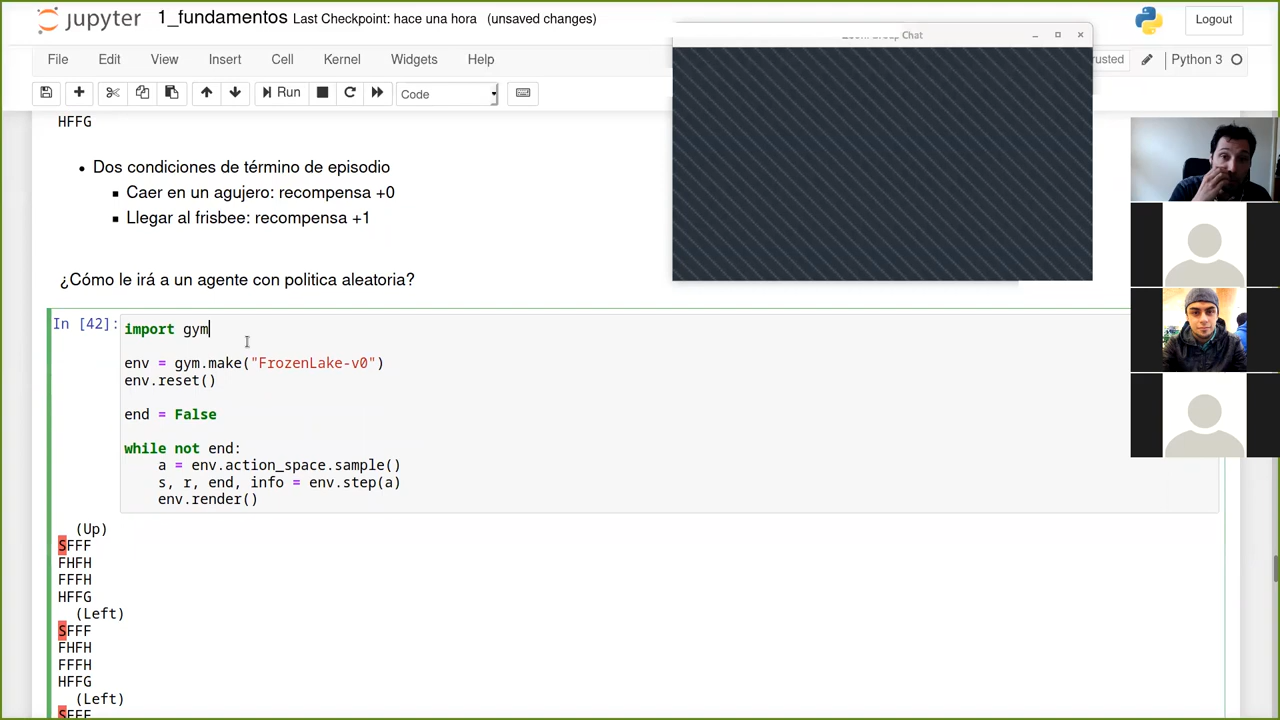 jupyter 1_fundamentos Last Checkpoint: hace una hora (unsaved changes)
Logout
Chat
File Edit View Insert Cell Kernel Widgets Help
rusted
Python 3
Run
Code
HFFG
Dos condiciones de término de episodio
Caer en un agujero: recompensa +0
Llegar al frisbee: recompensa +1
¿Cómo le irá a un agente con politica aleatoria?
In [42]:
import gym
env = gym.make("FrozenLake-v0")
env.reset()
end = False
while not end:
    a = env.action_space.sample()
    s, r, end, info = env.step(a)
    env.render()
(Up)
SFFF
FHFH
FFFH
HFFG
(Left)
SFFF
FHFH
FFFH
HFFG
(Left)
SFFF